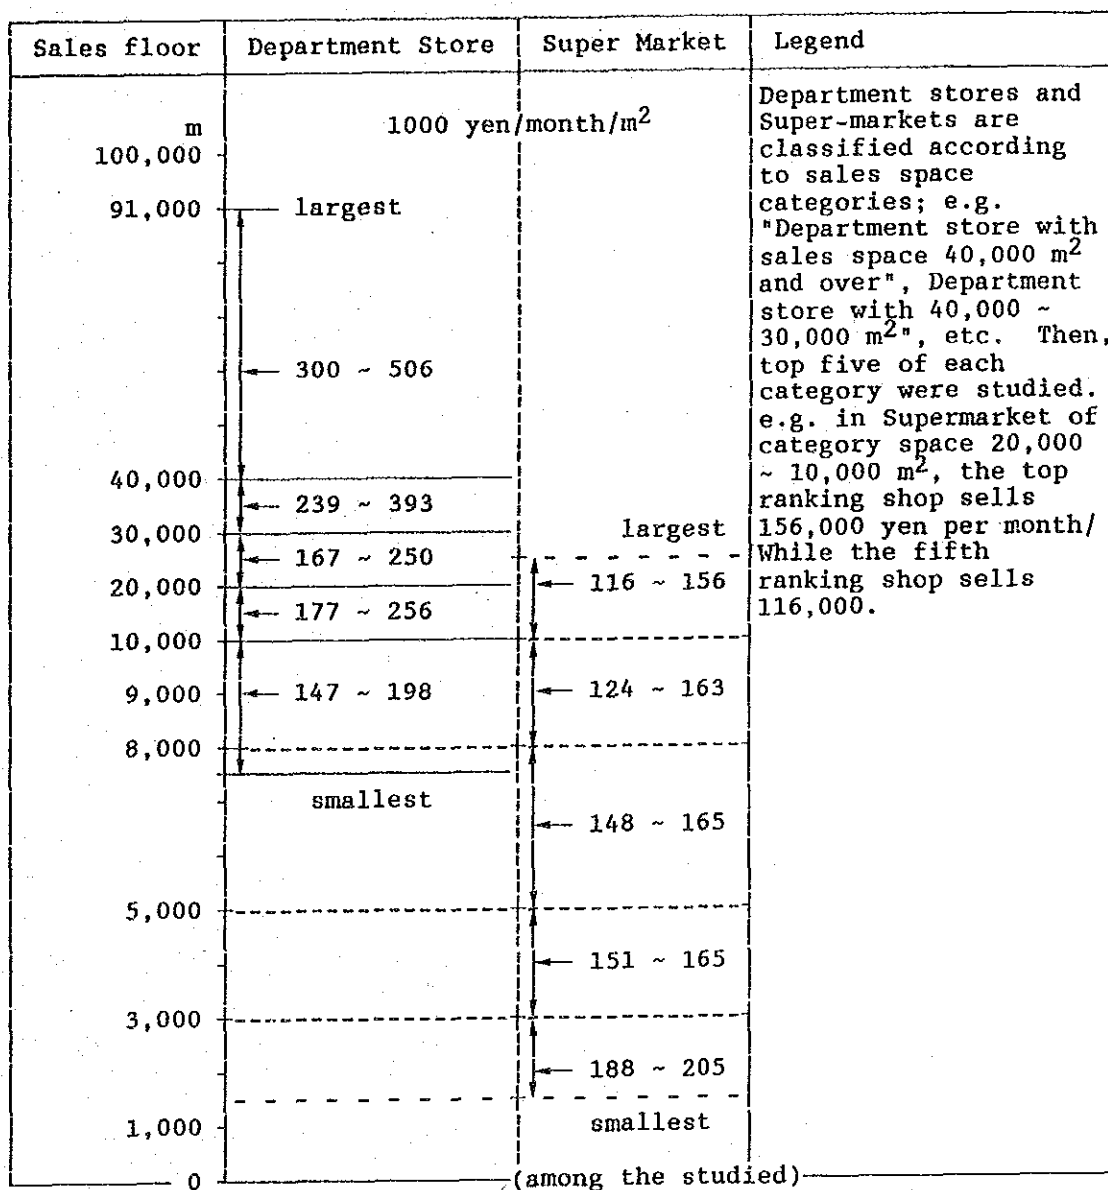 Sales floor Department Store Super Market Legend
m 1000 yen/month/m²
100,000
91,000 largest
300 ~ 506
40,000
239 ~ 393
30,000 largest
167 ~ 250
20,000 116 ~ 156
177 ~ 256
10,000
9,000 147 ~ 198 124 ~ 163
8,000
smallest
148 ~ 165
5,000
151 ~ 165
3,000
188 ~ 205
1,000 smallest
0 (among the studied)
Department stores and
Super-markets are
classified according
to sales space
categories; e.g.
"Department store with
sales space 40,000 m²
and over", Department
store with 40,000 ~
30,000 m²", etc. Then,
top five of each
category were studied.
e.g. in Supermarket of
category space 20,000
~ 10,000 m², the top
ranking shop sells
156,000 yen per month/
While the fifth
ranking shop sells
116,000.